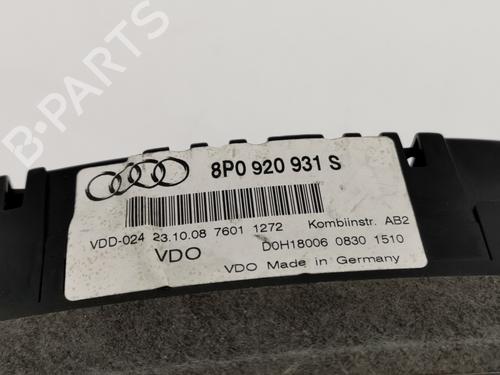 8P0 920 931 S
VDD-024 23.10.08 7601 1272 Kombiinstr. AB2
VDO D0H18006 0830 1510
VDO Made in Germany
B-PARTS